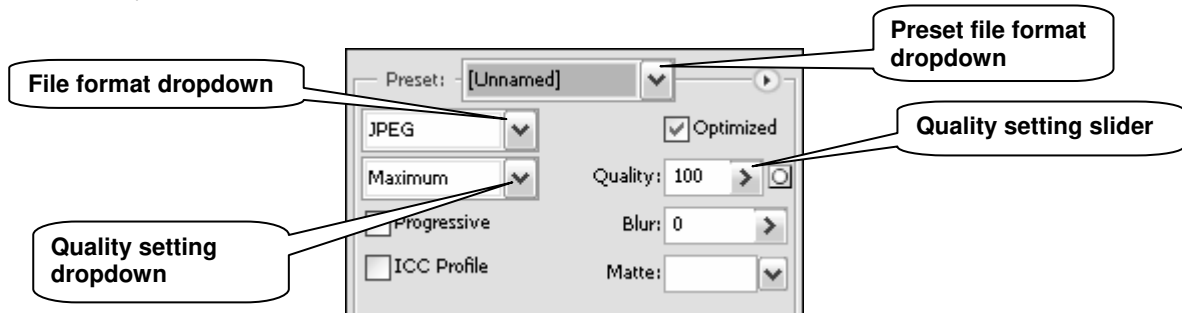 Preset file format
dropdown
File format dropdown
Preset: [Unnamed]
JPEG
Optimized
Quality setting slider
Maximum
Quality: 100
Progressive
Blur: 0
Quality setting
dropdown
ICC Profile
Matte: